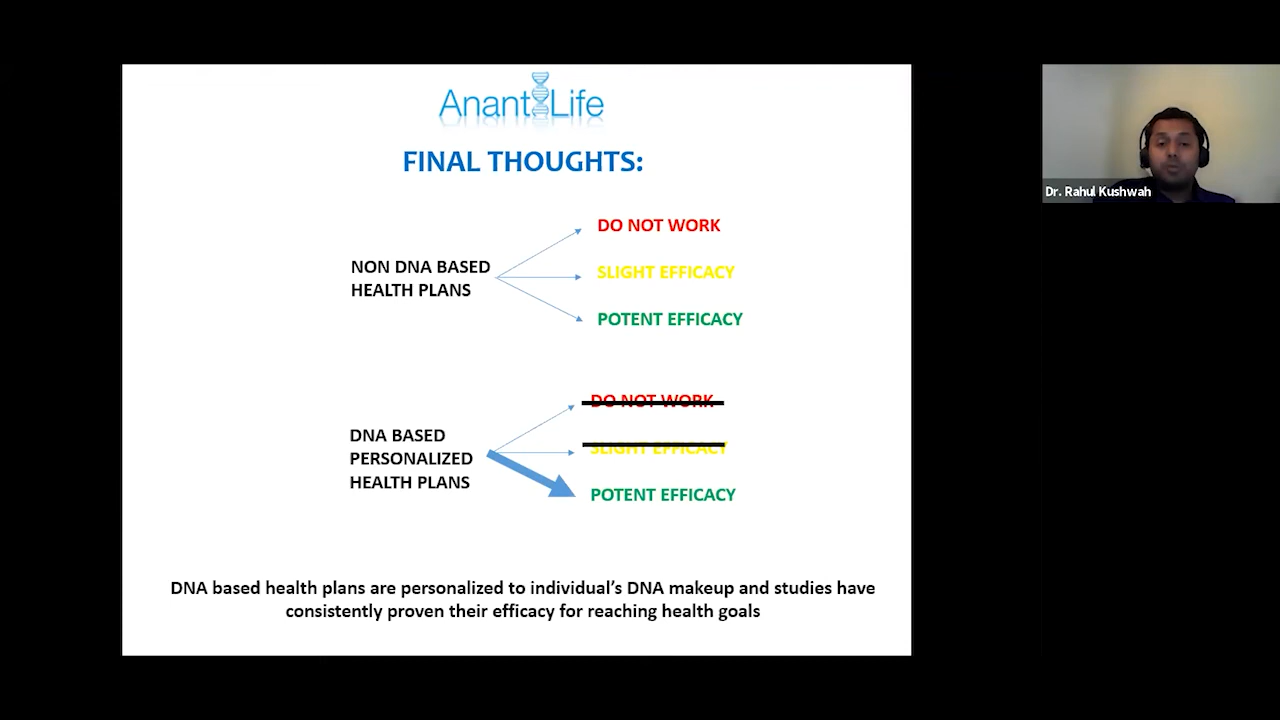 Anant Life
FINAL THOUGHTS:
NON DNA BASED
HEALTH PLANS
DO NOT WORK
SLIGHT EFFICACY
POTENT EFFICACY
DNA BASED
PERSONALIZED
HEALTH PLANS
DO NOT WORK
SLIGHT EFFICACY
POTENT EFFICACY
DNA based health plans are personalized to individual’s DNA makeup and studies have
consistently proven their efficacy for reaching health goals
Dr. Rahul Kushwah